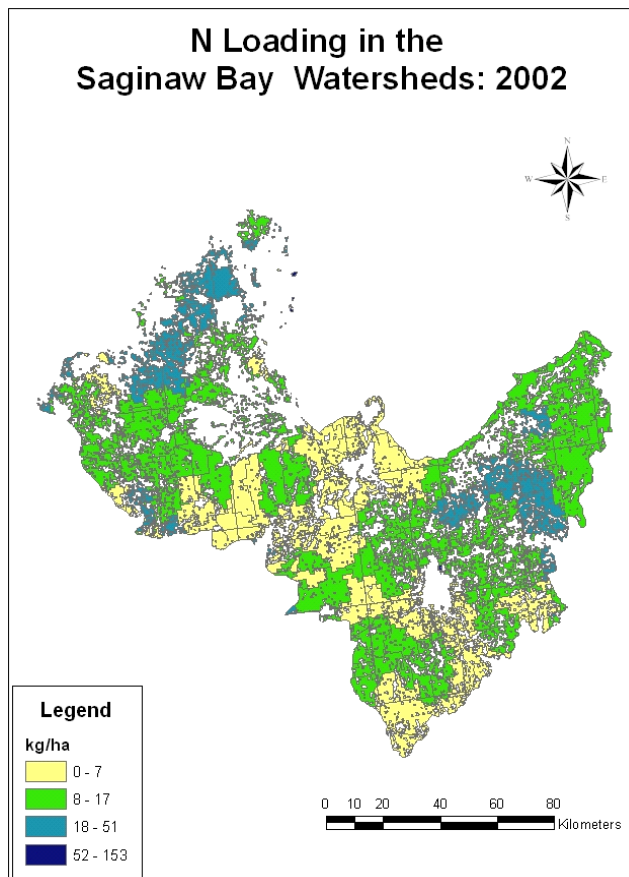 N Loading in the
Saginaw Bay Watersheds: 2002
N
W E
S
Legend
kg/ha
0 - 7
8 - 17
18 - 51
52 - 153
0 10 20 40 60 80
Kilometers